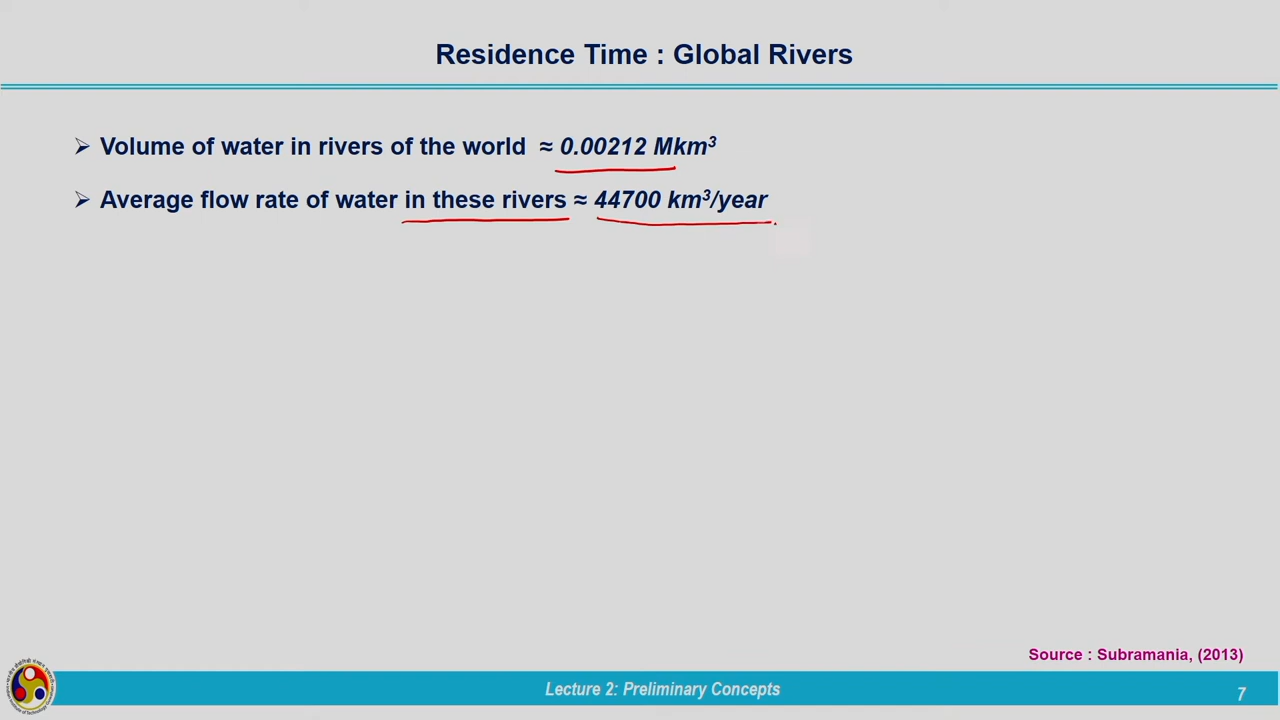 Residence Time : Global Rivers
➢ Volume of water in rivers of the world ≈ 0.00212 Mkm³
➢ Average flow rate of water in these rivers ≈ 44700 km³/year
Source : Subramania, (2013)
Lecture 2: Preliminary Concepts
7